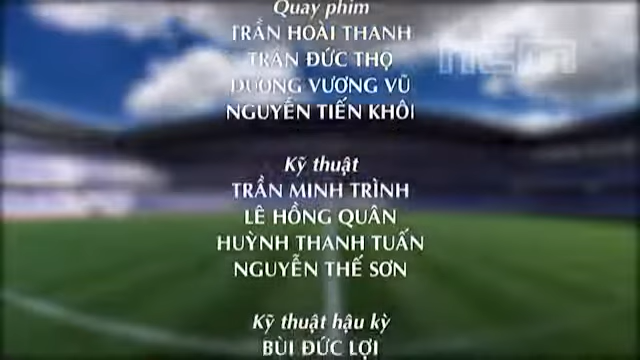 Quay phim
TRẦN HOÀI THANH
TRẦN ĐỨC THỌ
DƯƠNG VƯƠNG VŨ
NGUYỄN TIẾN KHÔI
Kỹ thuật
TRẦN MINH TRÌNH
LÊ HỒNG QUÂN
HUỲNH THANH TUẤN
NGUYỄN THẾ SƠN
Kỹ thuật hậu kỳ
BÙI ĐỨC LỢI